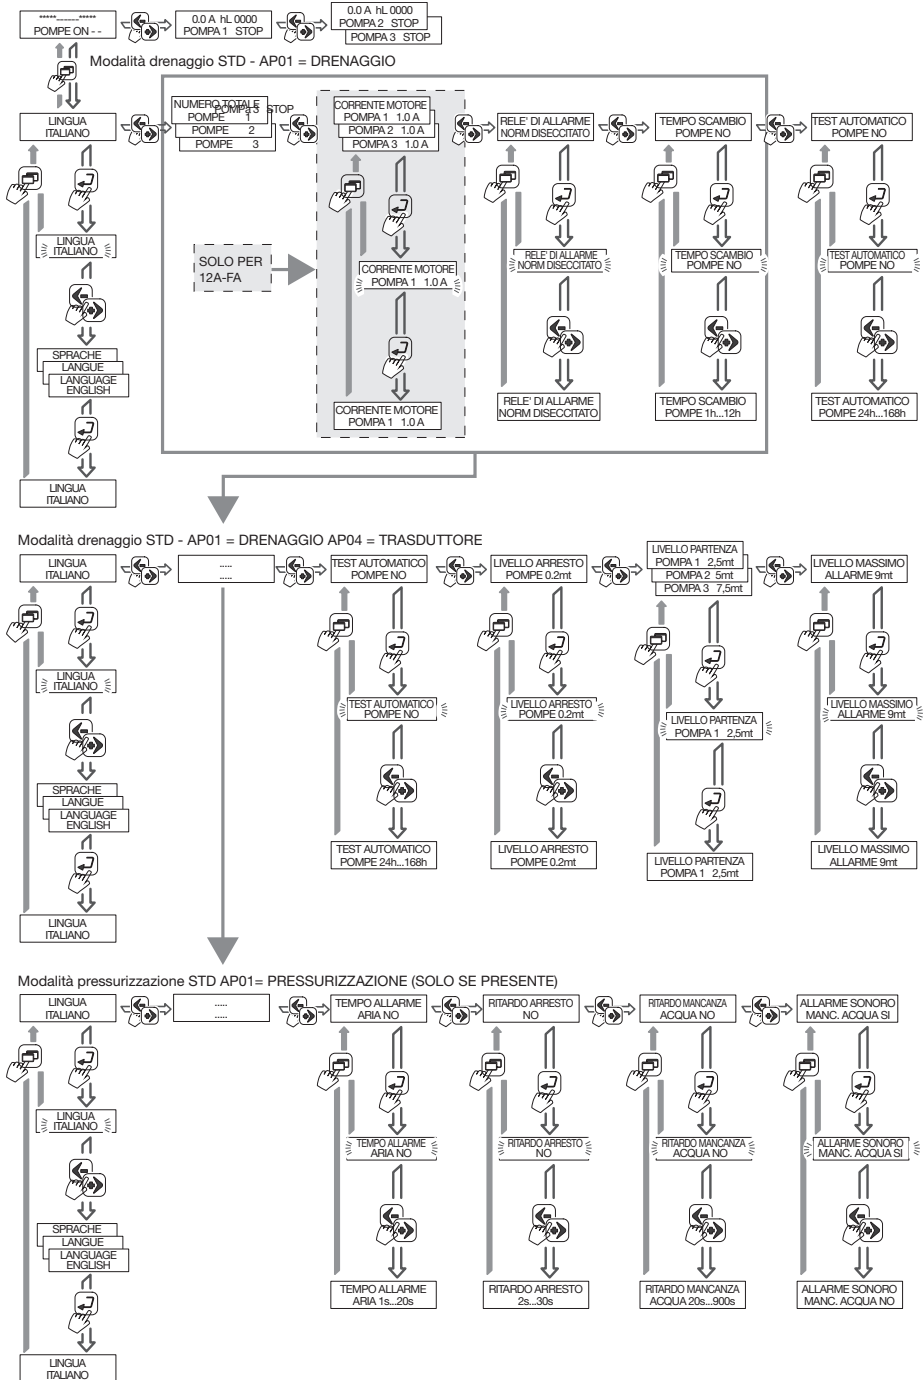 *****______*****
POMPE ON - -
0.0 A hL 0000
POMPA 1 STOP
0.0 A hL 0000
POMPA 2 STOP
POMPA 3 STOP
Modalità drenaggio STD - AP01 = DRENAGGIO
LINGUA
ITALIANO
NUMERO TOTALE
POMPE 1
POMPA 3 STOP
POMPE 2
POMPE 3
CORRENTE MOTORE
POMPA 1 1.0 A
POMPA 2 1.0 A
POMPA 3 1.0 A
RELE' DI ALLARME
NORM DISECCITATO
TEMPO SCAMBIO
POMPE NO
TEST AUTOMATICO
POMPE NO
LINGUA
ITALIANO
SOLO PER
12A-FA
CORRENTE MOTORE
POMPA 1 1.0 A
RELE' DI ALLARME
NORM DISECCITATO
TEMPO SCAMBIO
POMPE NO
TEST AUTOMATICO
POMPE NO
SPRACHE
LANGUE
LANGUAGE
ENGLISH
CORRENTE MOTORE
POMPA 1 1.0 A
RELE' DI ALLARME
NORM DISECCITATO
TEMPO SCAMBIO
POMPE 1h...12h
TEST AUTOMATICO
POMPE 24h...168h
LINGUA
ITALIANO
Modalità drenaggio STD - AP01 = DRENAGGIO AP04 = TRASDUTTORE
LINGUA
ITALIANO
.....
.....
TEST AUTOMATICO
POMPE NO
LIVELLO ARRESTO
POMPE 0.2mt
LIVELLO PARTENZA
POMPA 1 2,5mt
POMPA 2 5mt
POMPA 3 7,5mt
LIVELLO MASSIMO
ALLARME 9mt
LINGUA
ITALIANO
TEST AUTOMATICO
POMPE NO
LIVELLO ARRESTO
POMPE 0.2mt
LIVELLO PARTENZA
POMPA 1 2,5mt
LIVELLO MASSIMO
ALLARME 9mt
SPRACHE
LANGUE
LANGUAGE
ENGLISH
TEST AUTOMATICO
POMPE 24h...168h
LIVELLO ARRESTO
POMPE 0.2mt
LIVELLO PARTENZA
POMPA 1 2,5mt
LIVELLO MASSIMO
ALLARME 9mt
LINGUA
ITALIANO
Modalità pressurizzazione STD AP01= PRESSURIZZAZIONE (SOLO SE PRESENTE)
LINGUA
ITALIANO
.....
.....
TEMPO ALLARME
ARIA NO
RITARDO ARRESTO
NO
RITARDO MANCANZA
ACQUA NO
ALLARME SONORO
MANC. ACQUA SI
LINGUA
ITALIANO
TEMPO ALLARME
ARIA NO
RITARDO ARRESTO
NO
RITARDO MANCANZA
ACQUA NO
ALLARME SONORO
MANC. ACQUA SI
SPRACHE
LANGUE
LANGUAGE
ENGLISH
TEMPO ALLARME
ARIA 1s...20s
RITARDO ARRESTO
2s...30s
RITARDO MANCANZA
ACQUA 20s...900s
ALLARME SONORO
MANC. ACQUA NO
LINGUA
ITALIANO